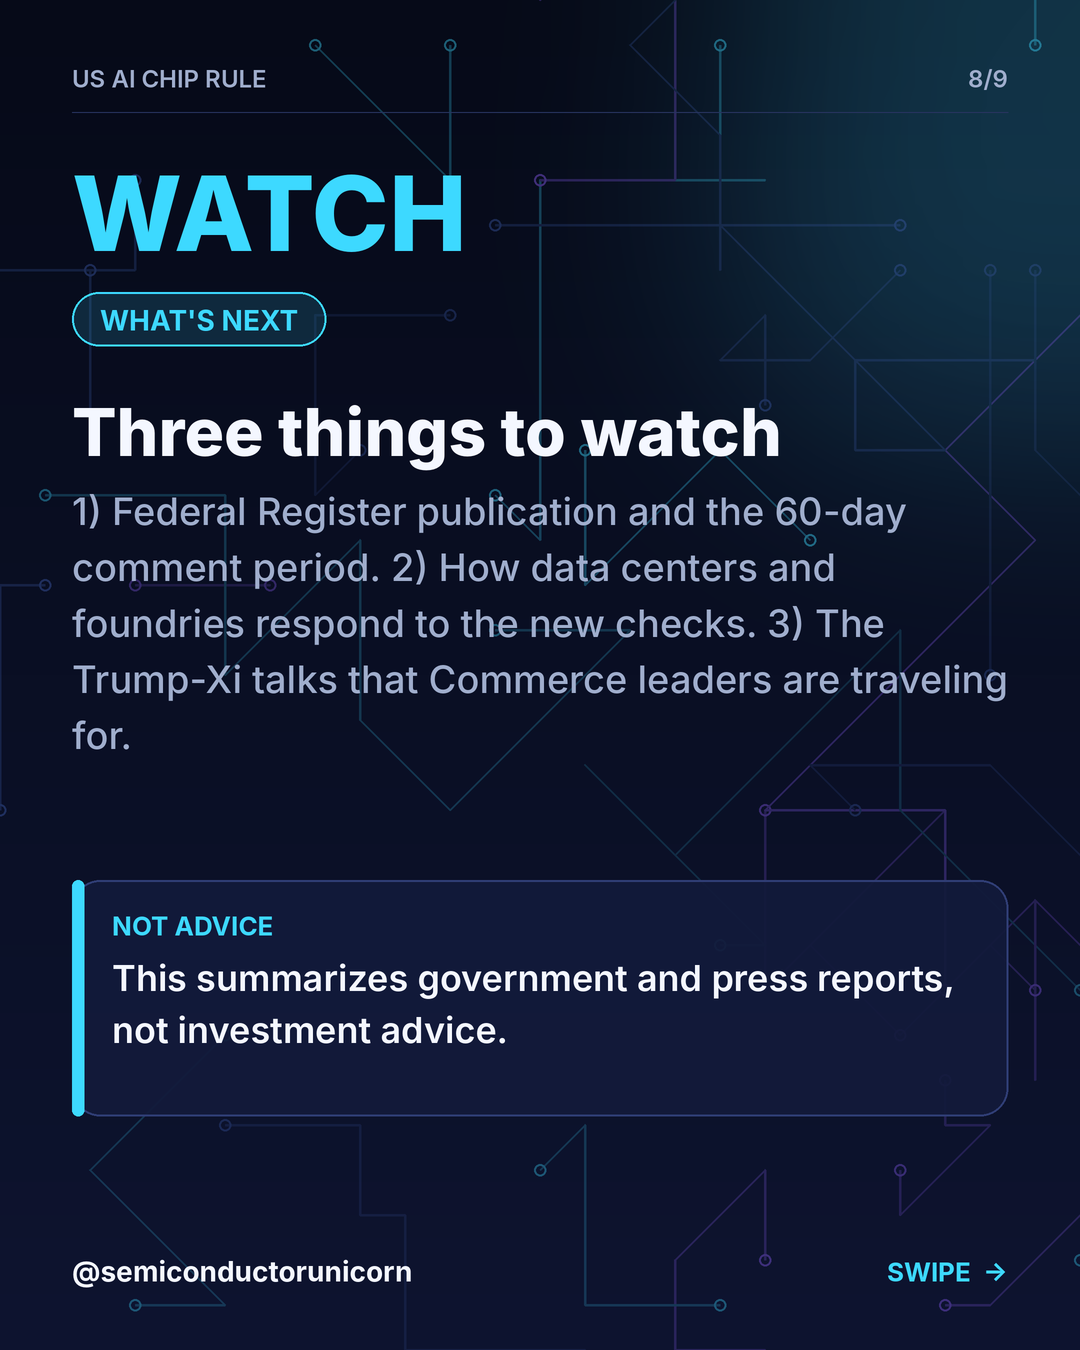 US AI CHIP RULE
8/9
WATCH
WHAT'S NEXT
Three things to watch
1) Federal Register publication and the 60-day
comment period. 2) How data centers and
foundries respond to the new checks. 3) The
Trump-Xi talks that Commerce leaders are traveling
for.
NOT ADVICE
This summarizes government and press reports,
not investment advice.
@semiconductorunicorn
SWIPE →